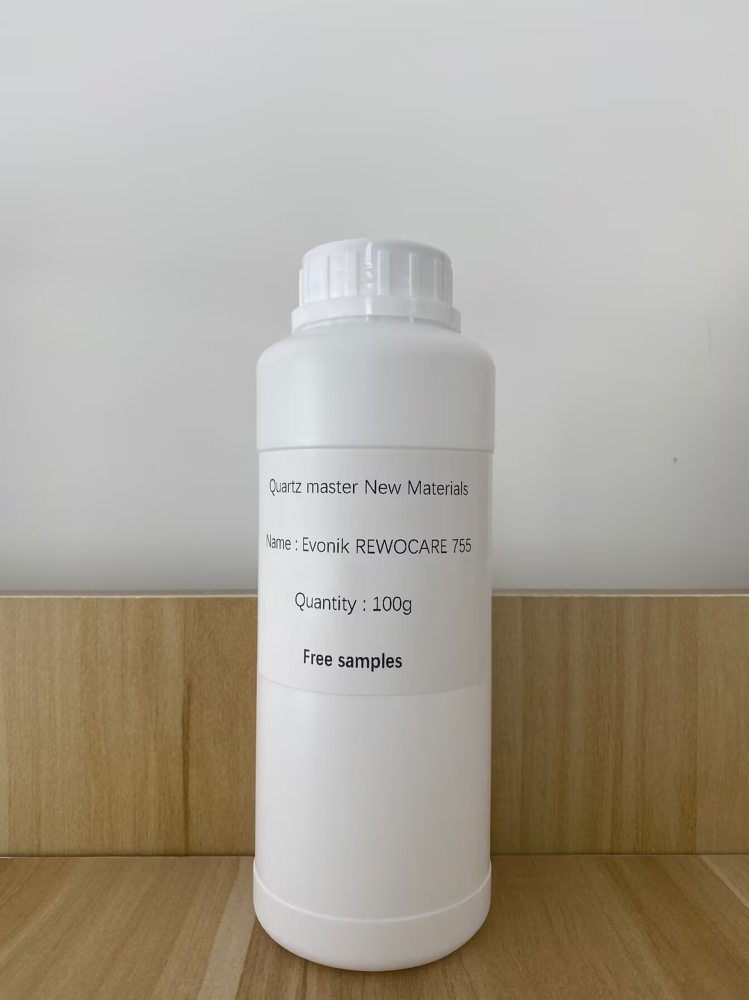 Quartz master New Materials
Name : Evonik REWOCARE 755
Quantity : 100g
Free samples